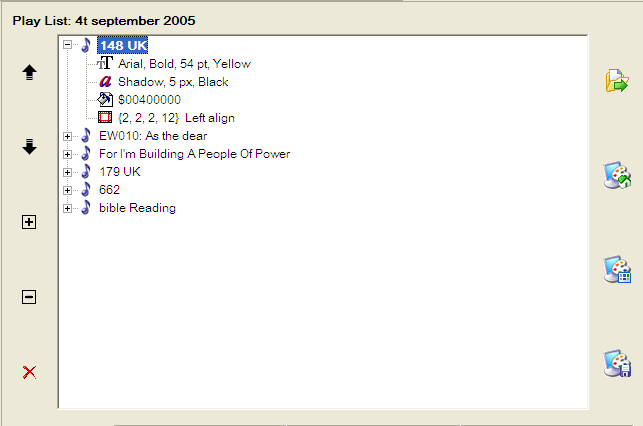 Play List: 4t september 2005
148 UK
Arial, Bold, 54 pt, Yellow
Shadow, 5 px, Black
$00400000
{2, 2, 2, 12} Left align
EW010: As the dear
For I'm Building A People Of Power
179 UK
662
bible Reading